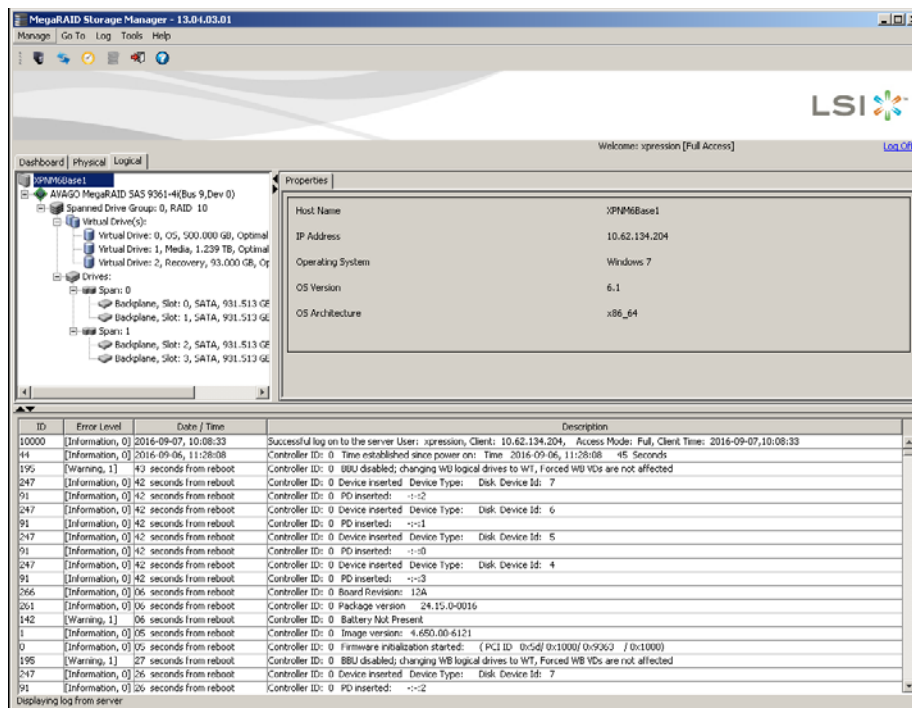 MegaRAID Storage Manager - 13.04.03.01
Manage Go To Log Tools Help
LSI
Welcome: xpression [Full Access]
Log Off
Dashboard Physical Logical
XPNM6Base1
AVAGO MegaRAID SAS 9361-4i(Bus 9,Dev 0)
Spanned Drive Group: 0, RAID 10
Virtual Drive(s):
Virtual Drive: 0, OS, 500.000 GB, Optimal
Virtual Drive: 1, Media, 1.239 TB, Optimal
Virtual Drive: 2, Recovery, 93.000 GB, Op
Drives:
Span: 0
Backplane, Slot: 0, SATA, 931.513 GB
Backplane, Slot: 1, SATA, 931.513 GB
Span: 1
Backplane, Slot: 2, SATA, 931.513 GB
Backplane, Slot: 3, SATA, 931.513 GB
Properties
Host Name XPNM6Base1
IP Address 10.62.134.204
Operating System Windows 7
OS Version 6.1
OS Architecture x86_64
ID Error Level Date / Time Description
10000 [Information, 0] 2016-09-07, 10:08:33 Successful log on to the server User: xpression, Client: 10.62.134.204, Access Mode: Full, Client Time: 2016-09-07,10:08:33
44 [Information, 0] 2016-09-06, 11:28:08 Controller ID: 0 Time established since power on: Time 2016-09-06, 11:28:08 45 Seconds
195 [Warning, 1] 43 seconds from reboot Controller ID: 0 BBU disabled; changing WB logical drives to WT, Forced WB VDs are not affected
247 [Information, 0] 42 seconds from reboot Controller ID: 0 Device inserted Device Type: Disk Device Id: 7
91 [Information, 0] 42 seconds from reboot Controller ID: 0 PD inserted: -:-:2
247 [Information, 0] 42 seconds from reboot Controller ID: 0 Device inserted Device Type: Disk Device Id: 6
91 [Information, 0] 42 seconds from reboot Controller ID: 0 PD inserted: -:-:1
247 [Information, 0] 42 seconds from reboot Controller ID: 0 Device inserted Device Type: Disk Device Id: 5
91 [Information, 0] 42 seconds from reboot Controller ID: 0 PD inserted: -:-:0
247 [Information, 0] 42 seconds from reboot Controller ID: 0 Device inserted Device Type: Disk Device Id: 4
91 [Information, 0] 42 seconds from reboot Controller ID: 0 PD inserted: -:-:3
266 [Information, 0] 06 seconds from reboot Controller ID: 0 Board Revision: 12A
261 [Information, 0] 06 seconds from reboot Controller ID: 0 Package version 24.15.0-0016
142 [Warning, 1] 06 seconds from reboot Controller ID: 0 Battery Not Present
1 [Information, 0] 05 seconds from reboot Controller ID: 0 Image version: 4.650.00-6121
0 [Information, 0] 05 seconds from reboot Controller ID: 0 Firmware initialization started: ( PCI ID 0x5d/ 0x1000/ 0x9363 / 0x1000)
195 [Warning, 1] 27 seconds from reboot Controller ID: 0 BBU disabled; changing WB logical drives to WT, Forced WB VDs are not affected
247 [Information, 0] 26 seconds from reboot Controller ID: 0 Device inserted Device Type: Disk Device Id: 7
91 [Information, 0] 26 seconds from reboot Controller ID: 0 PD inserted: -:-:2
Displaying log from server